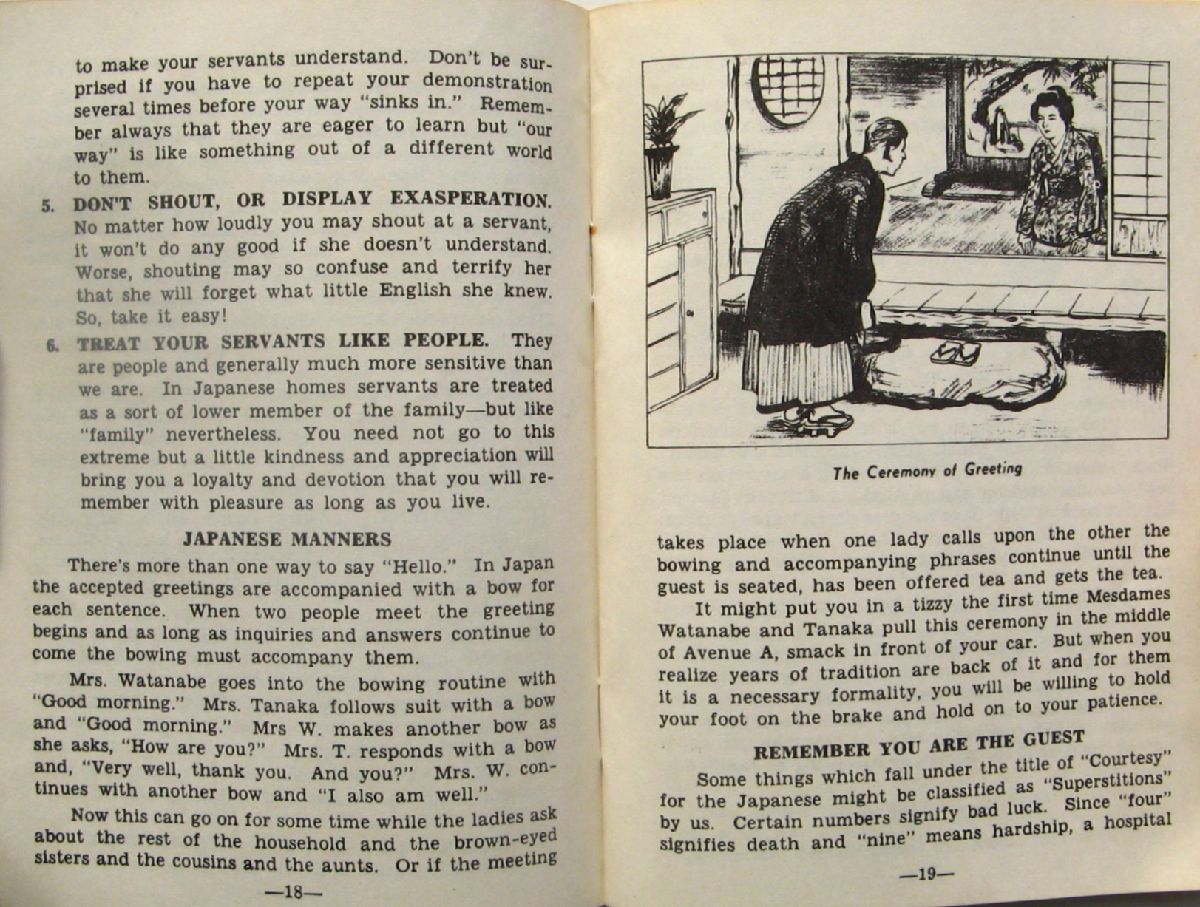 to make your servants understand. Don't be sur-
prised if you have to repeat your demonstration
several times before your way "sinks in." Remem-
ber always that they are eager to learn but "our
way" is like something out of a different world
to them.
5. DON'T SHOUT, OR DISPLAY EXASPERATION.
No matter how loudly you may shout at a servant,
it won't do any good if she doesn't understand.
Worse, shouting may so confuse and terrify her
that she will forget what little English she knew.
So, take it easy!
6. TREAT YOUR SERVANTS LIKE PEOPLE. They
are people and generally much more sensitive than
we are. In Japanese homes servants are treated
as a sort of lower member of the family—but like
"family" nevertheless. You need not go to this
extreme but a little kindness and appreciation will
bring you a loyalty and devotion that you will re-
member with pleasure as long as you live.
JAPANESE MANNERS
There's more than one way to say "Hello." In Japan
the accepted greetings are accompanied with a bow for
each sentence. When two people meet the greeting
begins and as long as inquiries and answers continue to
come the bowing must accompany them.
Mrs. Watanabe goes into the bowing routine with
"Good morning." Mrs. Tanaka follows suit with a bow
and "Good morning." Mrs W. makes another bow as
she asks, "How are you?" Mrs. T. responds with a bow
and, "Very well, thank you. And you?" Mrs. W. con-
tinues with another bow and "I also am well."
Now this can go on for some time while the ladies ask
about the rest of the household and the brown-eyed
sisters and the cousins and the aunts. Or if the meeting
—18—
The Ceremony of Greeting
takes place when one lady calls upon the other the
bowing and accompanying phrases continue until the
guest is seated, has been offered tea and gets the tea.
It might put you in a tizzy the first time Mesdames
Watanabe and Tanaka pull this ceremony in the middle
of Avenue A, smack in front of your car. But when you
realize years of tradition are back of it and for them
it is a necessary formality, you will be willing to hold
your foot on the brake and hold on to your patience.
REMEMBER YOU ARE THE GUEST
Some things which fall under the title of "Courtesy"
for the Japanese might be classified as "Superstitions"
by us. Certain numbers signify bad luck. Since "four"
signifies death and "nine" means hardship, a hospital
—19—